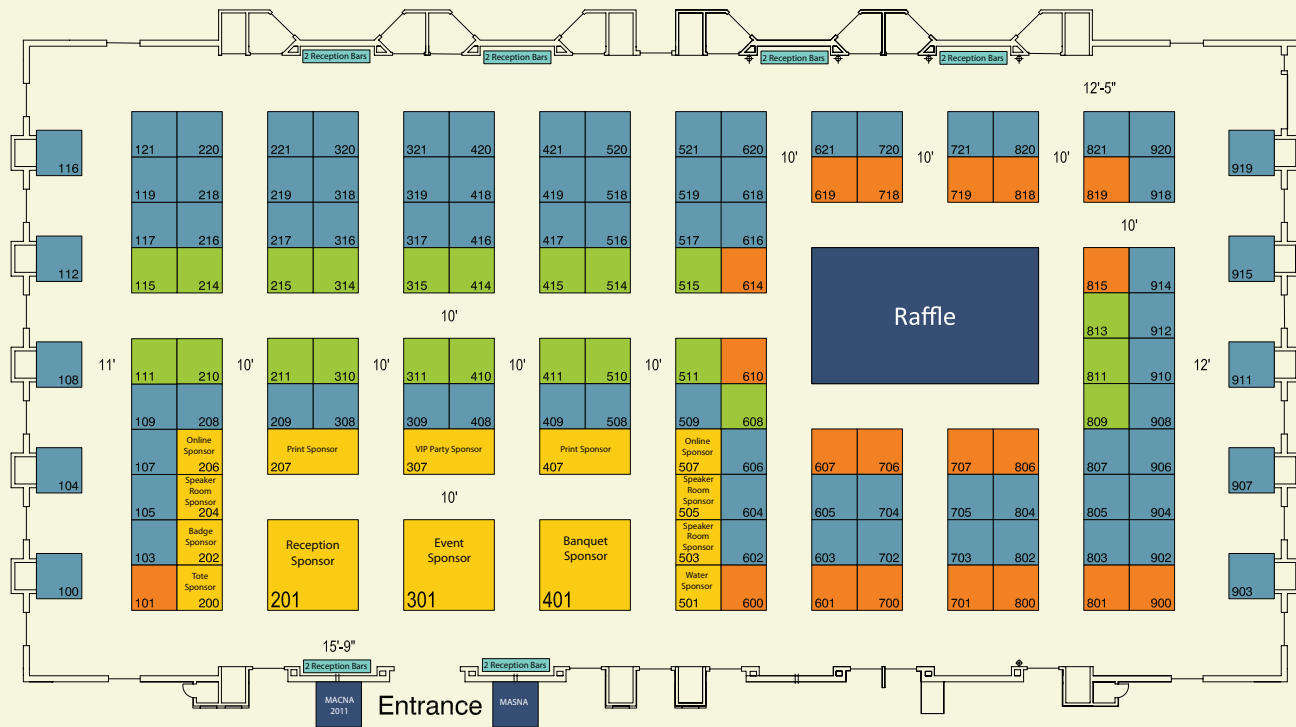 2 Reception Bars
2 Reception Bars
2 Reception Bars
2 Reception Bars
12'-5"
121 220 221 320 321 420 421 520 521 620 621 720 721 820 821 920
116 10' 10' 10' 919
119 218 219 318 319 418 419 518 519 618 619 718 719 818 819 918
117 216 217 316 317 416 417 516 517 616
10'
112 915
115 214 215 314 315 414 415 514 515 614 815 914
10'
Raffle
813 912
108 11' 10' 10' 10' 10' 12' 911
111 210 211 310 311 410 411 510 511 610 811 910
109 208 209 308 309 408 409 508 509 608 809 908
Online
Sponsor
206
Print Sponsor
207
VIP Party Sponsor
307
Print Sponsor
407
Online
Sponsor
507
107 606 607 706 707 806 807 906
104 907
Speaker
Room
Sponsor
204
10'
Speaker
Room
Sponsor
505
105 604 605 704 705 804 805 904
Badge
Sponsor
202
Reception
Sponsor
201
Event
Sponsor
301
Banquet
Sponsor
401
Speaker
Room
Sponsor
503
103 602 603 702 703 802 803 902
100 903
101
Tote
Sponsor
200
Water
Sponsor
501
600 601 700 701 800 801 900
15'-9"
2 Reception Bars
2 Reception Bars
MACNA
2011
Entrance
MASNA